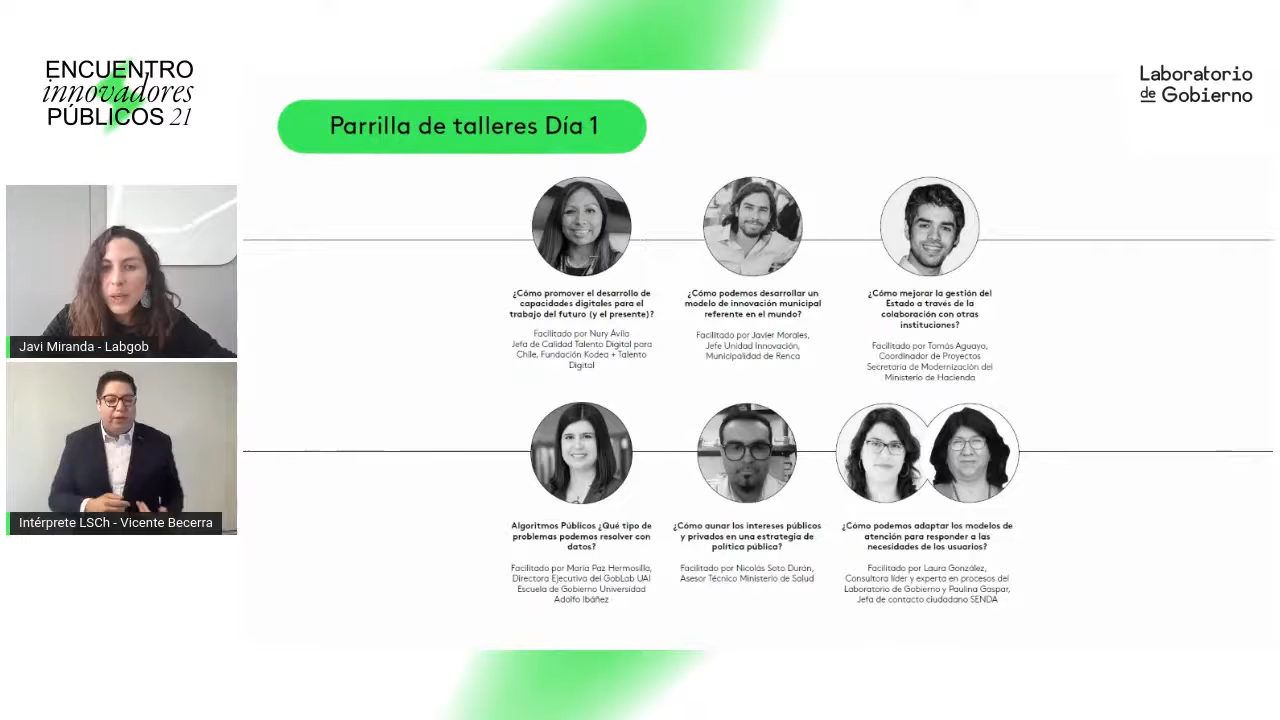 ENCUENTRO
innovadores
PÚBLICOS 21
Laboratorio
de Gobierno
Parrilla de talleres Día 1
¿Cómo promover el desarrollo de
capacidades digitales para el
trabajo del futuro (y el presente)?
Facilitado por Nury Ávila
Jefa de Calidad Talento Digital para
Chile, Fundación Kodea + Talento
Digital
¿Cómo podemos desarrollar un
modelo de innovación municipal
referente en el mundo?
Facilitado por Javier Morales,
Jefe Unidad Innovación,
Municipalidad de Renca
¿Cómo mejorar la gestión del
Estado a través de la
colaboración con otras
instituciones?
Facilitado por Tomás Aguayo,
Coordinador de Proyectos
Secretaría de Modernización del
Ministerio de Hacienda
Javi Miranda - Labgob
Intérprete LSCh - Vicente Becerra
Algoritmos Públicos ¿Qué tipo de
problemas podemos resolver con
datos?
Facilitado por María Paz Hermosilla,
Directora Ejecutiva del GobLab UAI
Escuela de Gobierno Universidad
Adolfo Ibáñez
¿Cómo aunar los intereses públicos
y privados en una estrategia de
política pública?
Facilitado por Nicolás Soto Durán,
Asesor Técnico Ministerio de Salud
¿Cómo podemos adaptar los modelos de
atención para responder a las
necesidades de los usuarios?
Facilitado por Laura González,
Consultora líder y experta en procesos del
Laboratorio de Gobierno y Paulina Gaspar,
Jefa de contacto ciudadano SENDA